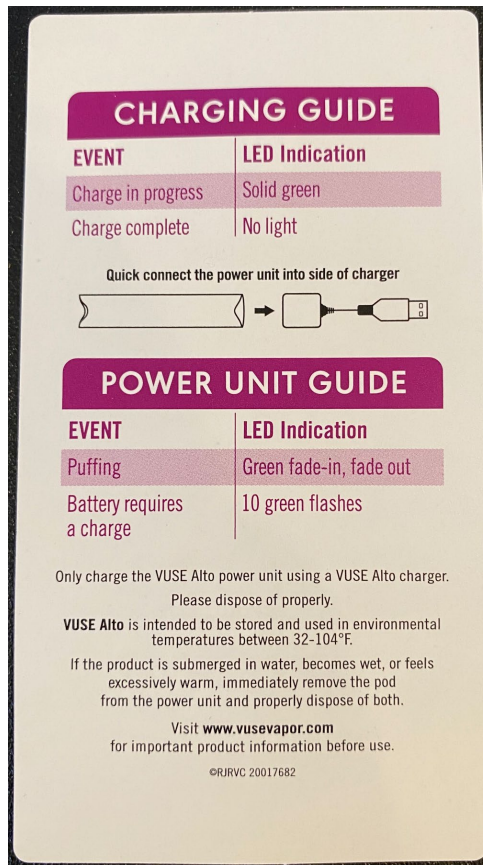 CHARGING GUIDE
EVENT LED Indication
Charge in progress Solid green
Charge complete No light
Quick connect the power unit into side of charger
POWER UNIT GUIDE
EVENT LED Indication
Puffing Green fade-in, fade out
Battery requires 10 green flashes
a charge
Only charge the VUSE Alto power unit using a VUSE Alto charger.
Please dispose of properly.
VUSE Alto is intended to be stored and used in environmental
temperatures between 32-104°F.
If the product is submerged in water, becomes wet, or feels
excessively warm, immediately remove the pod
from the power unit and properly dispose of both.
Visit www.vusevapor.com
for important product information before use.
©RJRVC 20017682